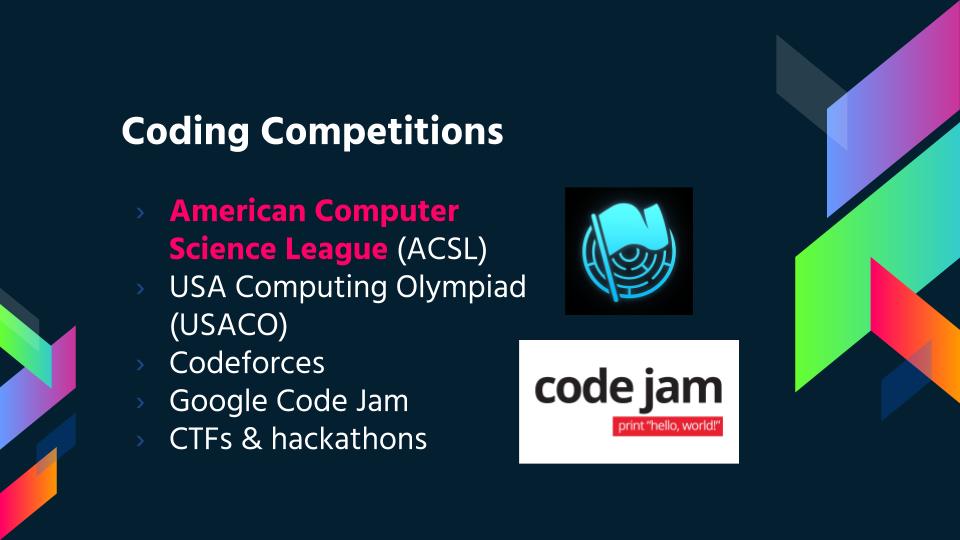 Coding Competitions
› American Computer
Science League (ACSL)
› USA Computing Olympiad
(USACO)
› Codeforces
› Google Code Jam
› CTFs & hackathons
code jam
print “hello, world!”